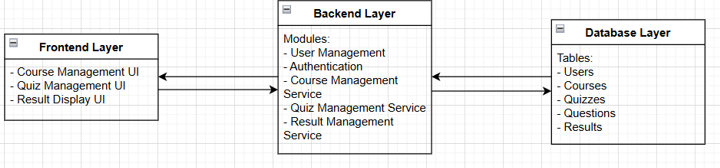 Frontend Layer
- Course Management UI
- Quiz Management UI
- Result Display UI
Backend Layer
Modules:
- User Management
- Authentication
- Course Management
Service
- Quiz Management Service
- Result Management
Service
Database Layer
Tables:
- Users
- Courses
- Quizzes
- Questions
- Results